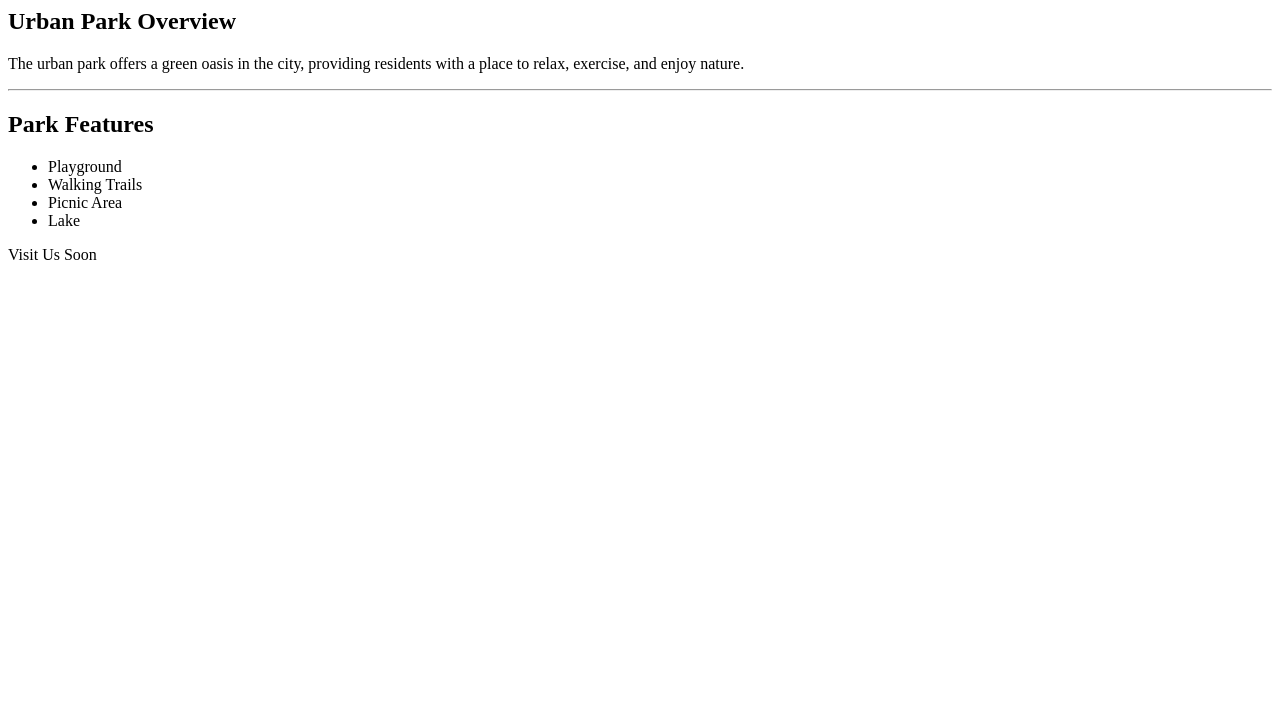 Urban Park Overview
The urban park offers a green oasis in the city, providing residents with a place to relax, exercise, and enjoy nature.
Park Features
Playground
Walking Trails
Picnic Area
Lake
Visit Us Soon